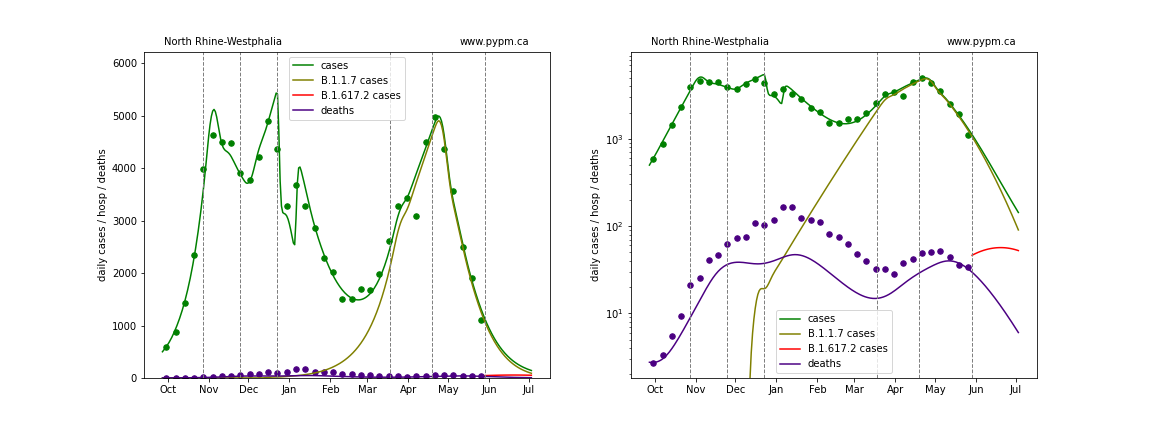 North Rhine-Westphalia www.pypm.ca
daily cases / hosp / deaths
6000
5000
4000
3000
2000
1000
0
cases
B.1.1.7 cases
B.1.617.2 cases
deaths
Oct Nov Dec Jan Feb Mar Apr May Jun Jul
North Rhine-Westphalia www.pypm.ca
daily cases / hosp / deaths
10³
10²
10¹
cases
B.1.1.7 cases
B.1.617.2 cases
deaths
Oct Nov Dec Jan Feb Mar Apr May Jun Jul